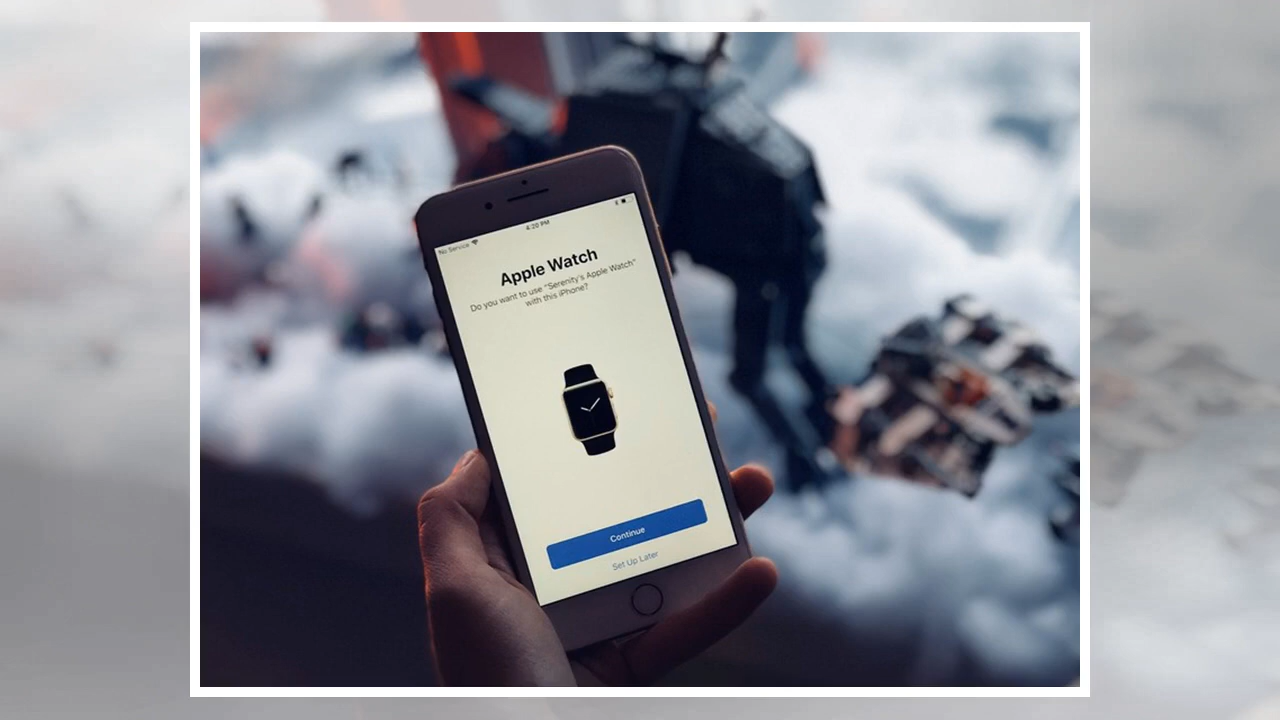 No Service
4:20 PM
Apple Watch
Do you want to use "Serenity's Apple Watch"
with this iPhone?
Continue
Set Up Later